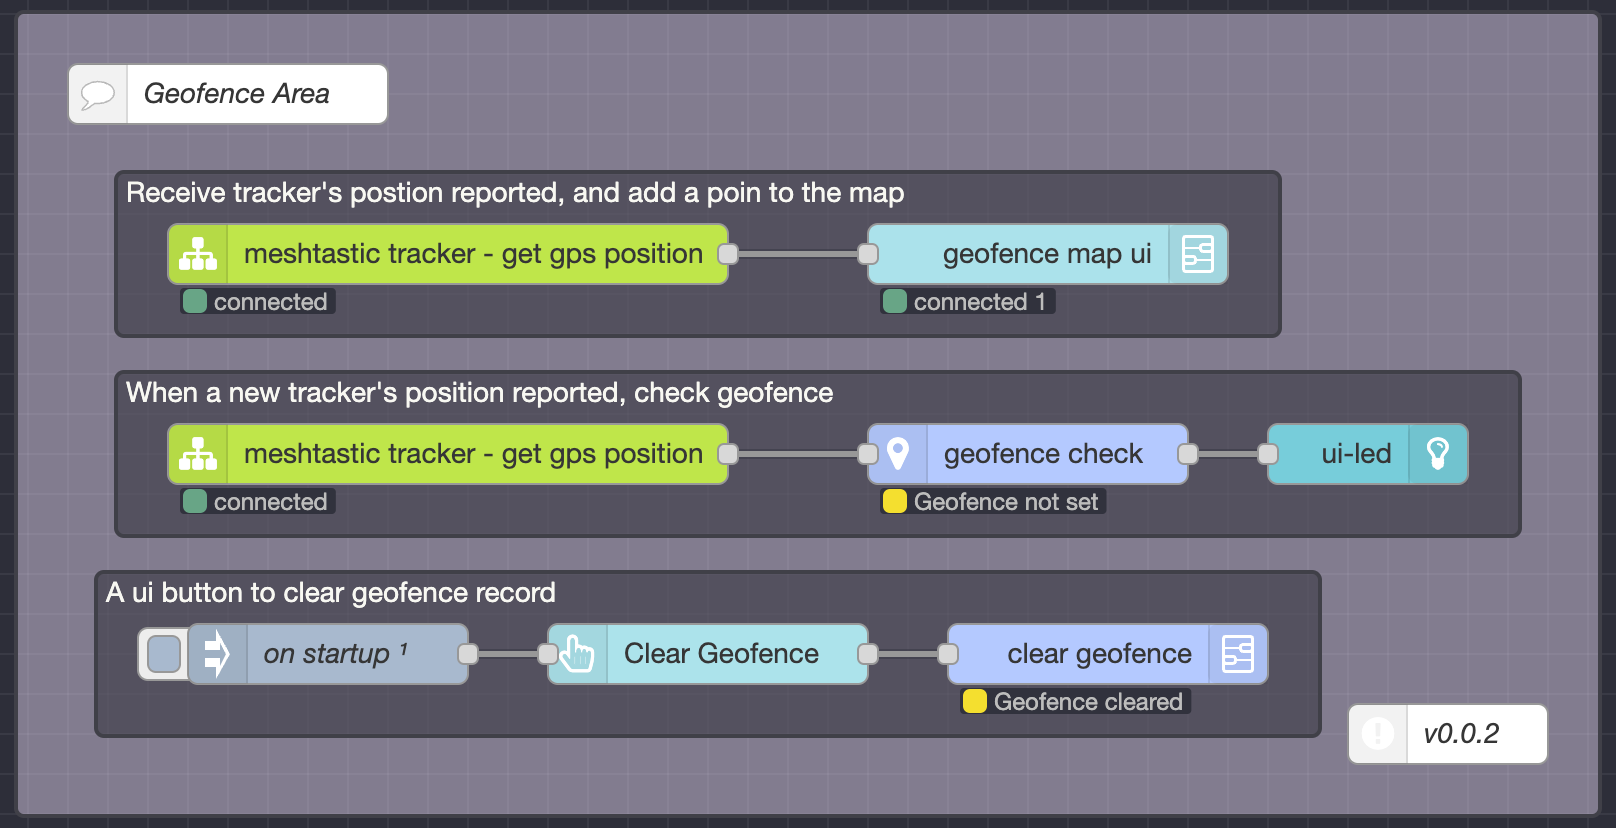 Geofence Area
Receive tracker's postion reported, and add a poin to the map
meshtastic tracker - get gps position
geofence map ui
connected
connected 1
When a new tracker's position reported, check geofence
meshtastic tracker - get gps position
geofence check
ui-led
connected
Geofence not set
A ui button to clear geofence record
on startup ¹
Clear Geofence
clear geofence
Geofence cleared
v0.0.2